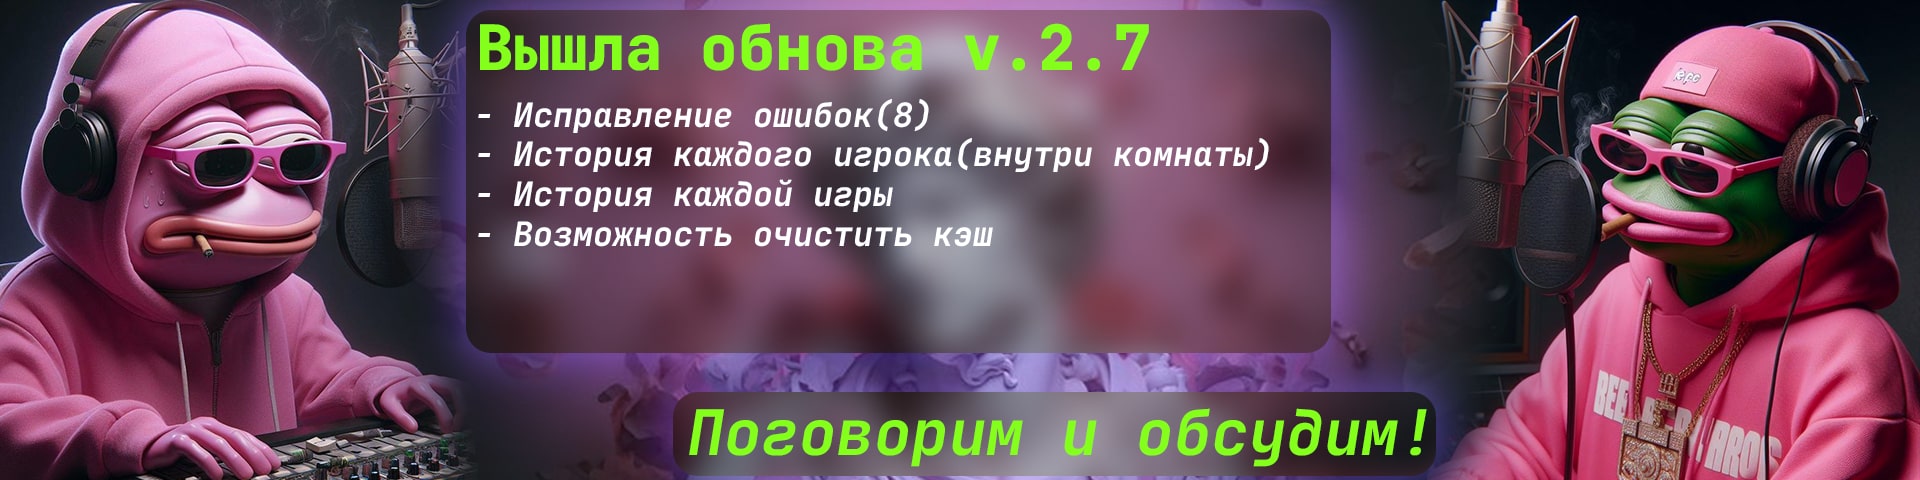 Вышла обнова v.2.7
- Исправление ошибок(8)
- История каждого игрока(внутри комнаты)
- История каждой игры
- Возможность очистить кэш
Поговорим и обсудим!